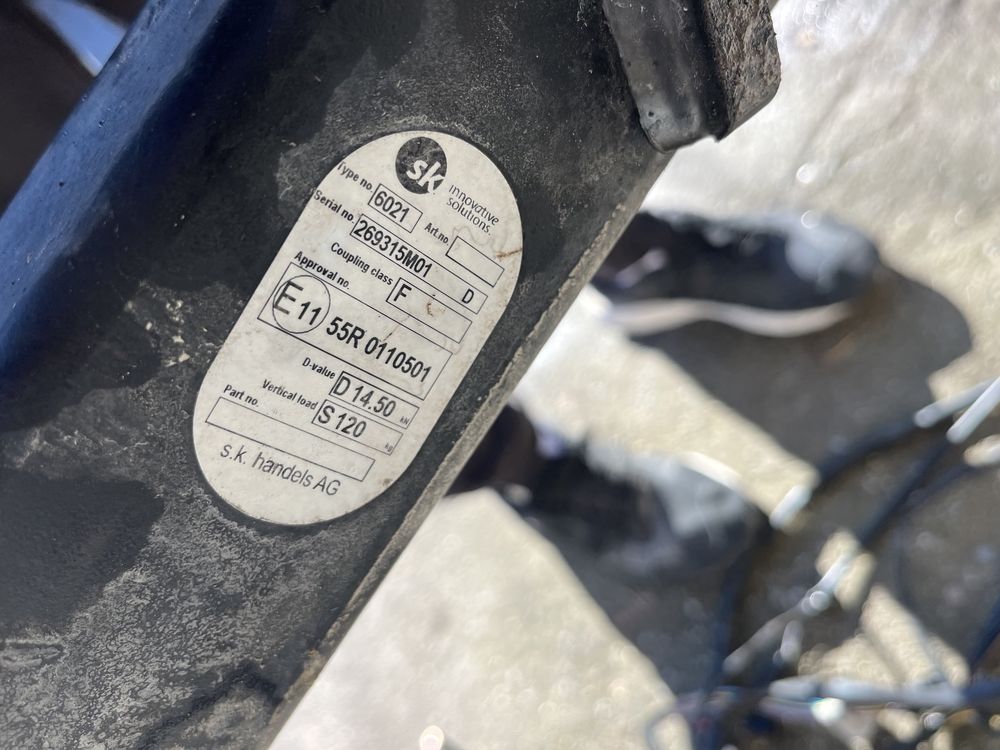 sk innovative
solutions.
Type no. 6021 Art.no.
Serial no. 269315M01
Coupling class F D
Approval no.
E 11 55R 0110501
D-value D 14.50 kN
Vertical load S 120 kg
Part no.
s.k. handels AG